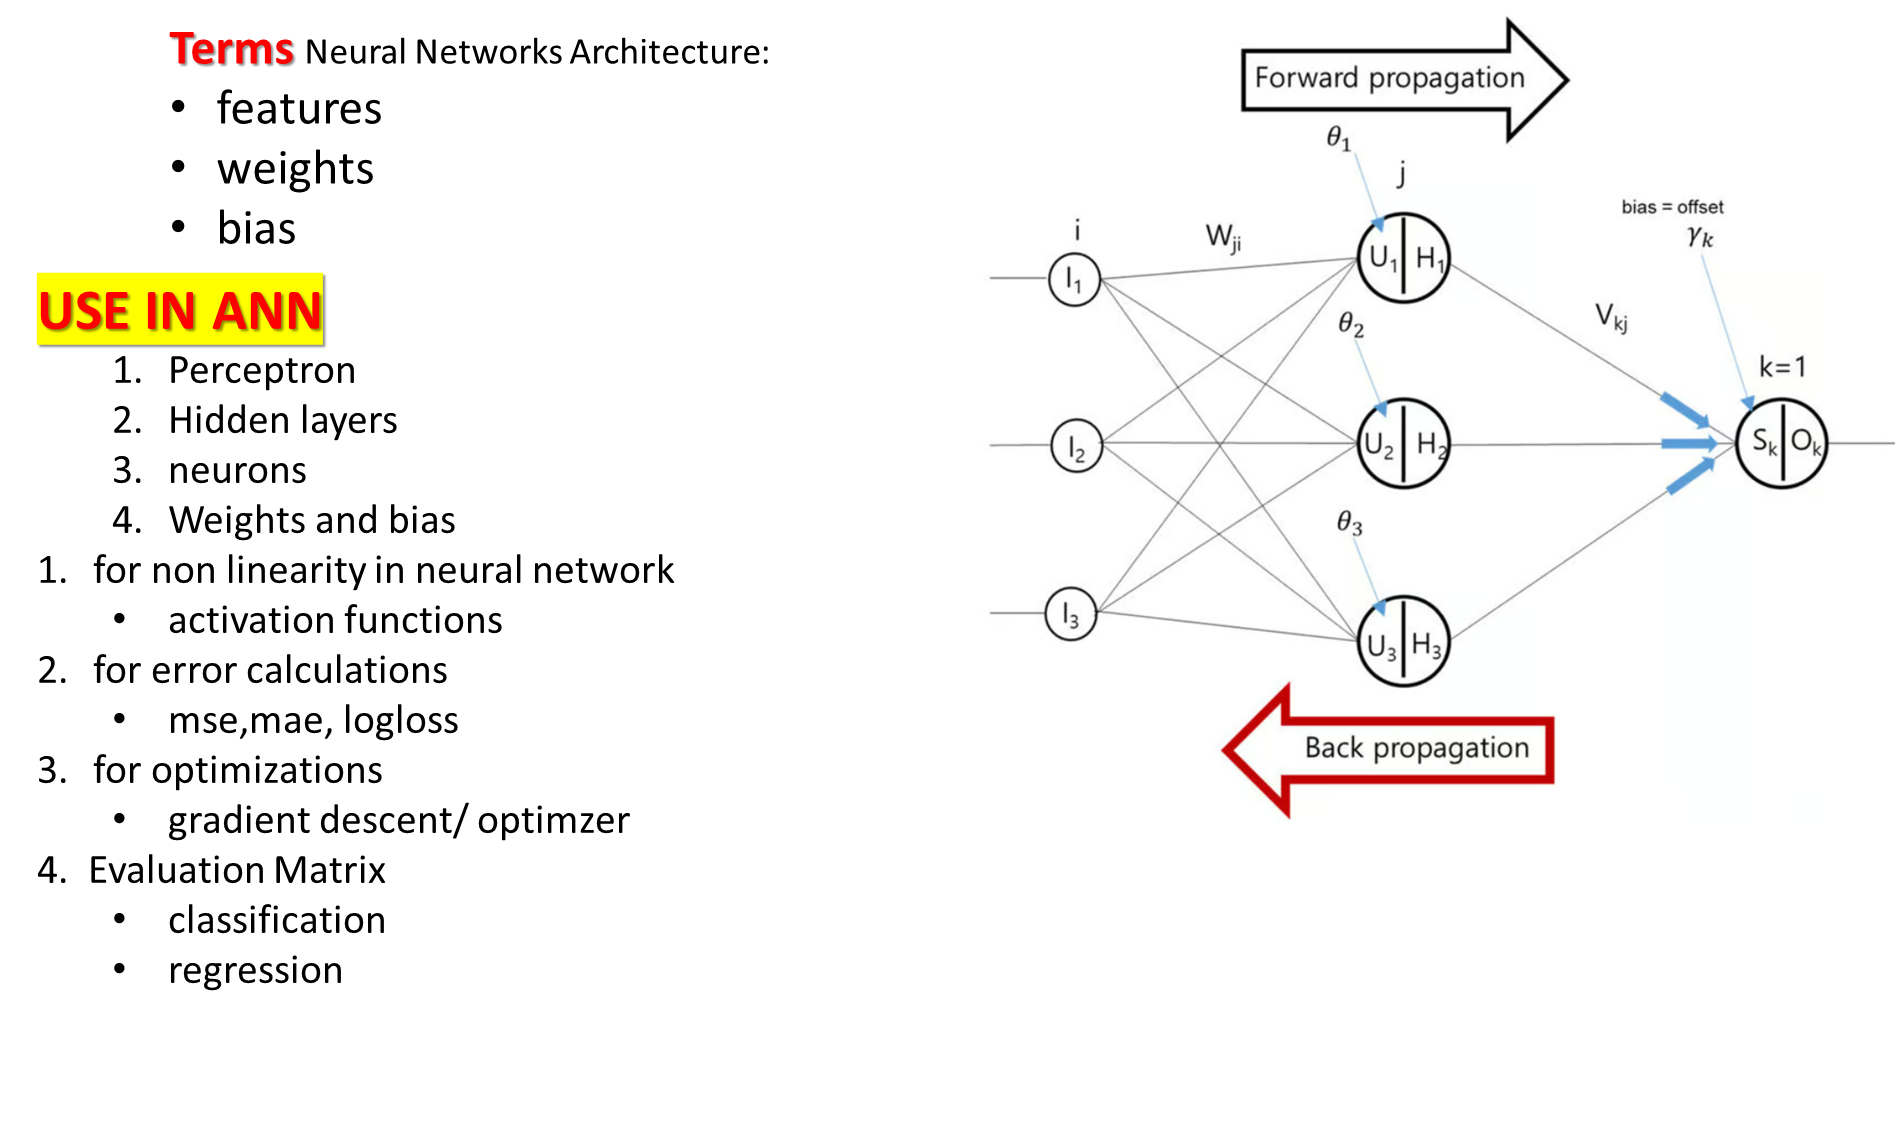 Terms Neural Networks Architecture:
• features
• weights
• bias
USE IN ANN
1. Perceptron
2. Hidden layers
3. neurons
4. Weights and bias
1. for non linearity in neural network
• activation functions
2. for error calculations
• mse,mae, logloss
3. for optimizations
• gradient descent/ optimzer
4. Evaluation Matrix
• classification
• regression
Forward propagation
θ₁
j
i
Wⱼᵢ
bias = offset
γₖ
I₁
U₁ H₁
θ₂
Vₖⱼ
k=1
I₂
U₂ H₂
Sₖ Oₖ
θ₃
I₃
U₃ H₃
Back propagation